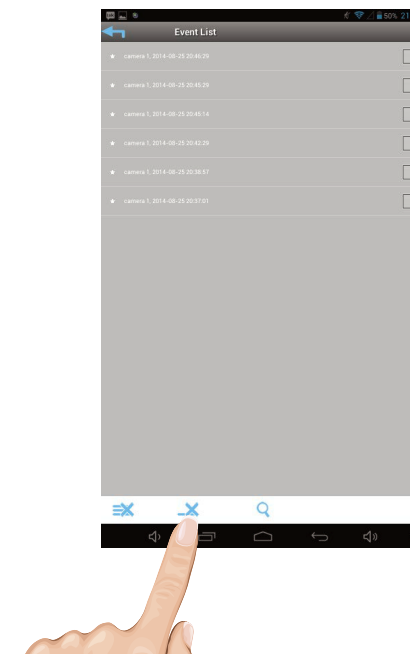 50% 21
Event List
camera 1, 2014-08-25 20:46:29
camera 1, 2014-08-25 20:45:29
camera 1, 2014-08-25 20:45:14
camera 1, 2014-08-25 20:42:29
camera 1, 2014-08-25 20:39:57
camera 1, 2014-08-25 20:37:01